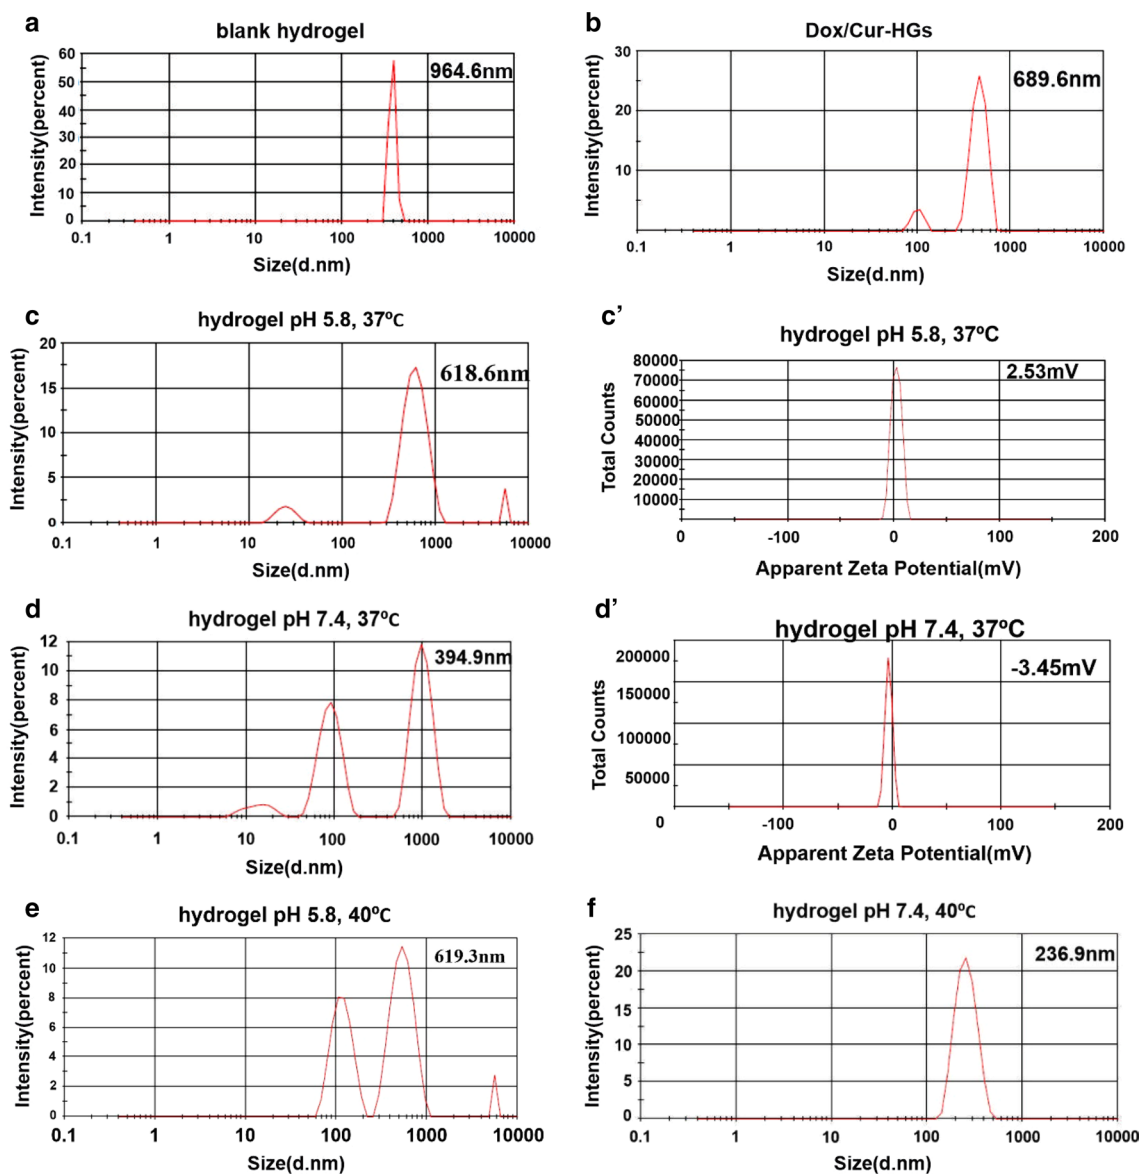 a
blank hydrogel
964.6nm
Intensity(percent)
60
50
40
30
20
10
0
0.1 1 10 100 1000 10000
Size(d.nm)
b
Dox/Cur-HGs
689.6nm
Intensity(percent)
30
20
10
0.1 1 10 100 1000 10000
Size(d.nm)
c
hydrogel pH 5.8, 37ºC
618.6nm
Intensity(percent)
20
15
10
5
0
0.1 1 10 100 1000 10000
Size(d.nm)
c’
hydrogel pH 5.8, 37ºC
2.53mV
Total Counts
80000
70000
60000
50000
40000
30000
20000
10000
0 -100 0 100 200
Apparent Zeta Potential(mV)
d
hydrogel pH 7.4, 37ºC
394.9nm
Intensity(percent)
12
10
8
6
4
2
0
0.1 1 10 100 1000 10000
Size(d.nm)
d’
hydrogel pH 7.4, 37ºC
-3.45mV
Total Counts
200000
150000
100000
50000
0 -100 0 100 200
Apparent Zeta Potential(mV)
e
hydrogel pH 5.8, 40ºC
619.3nm
Intensity(percent)
12
10
8
6
4
2
0
0.1 1 10 100 1000 10000
Size(d.nm)
f
hydrogel pH 7.4, 40ºC
236.9nm
Intensity(percent)
25
20
15
10
5
0
0.1 1 10 100 1000 10000
Size(d.nm)